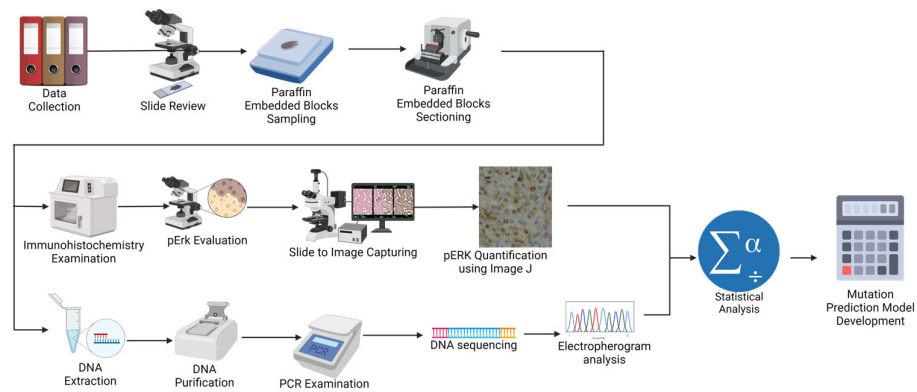 Data
Collection
Slide Review
Paraffin
Embedded Blocks
Sampling
Paraffin
Embedded Blocks
Sectioning
Immunohistochemistry
Examination
pErk Evaluation
Slide to Image Capturing
pERK Quantification
using Image J
Σ α ÷
Statistical
Analysis
Mutation
Prediction Model
Development
DNA
Extraction
DNA
Purification
PCR
PCR Examination
DNA sequencing
Electropherogram
analysis